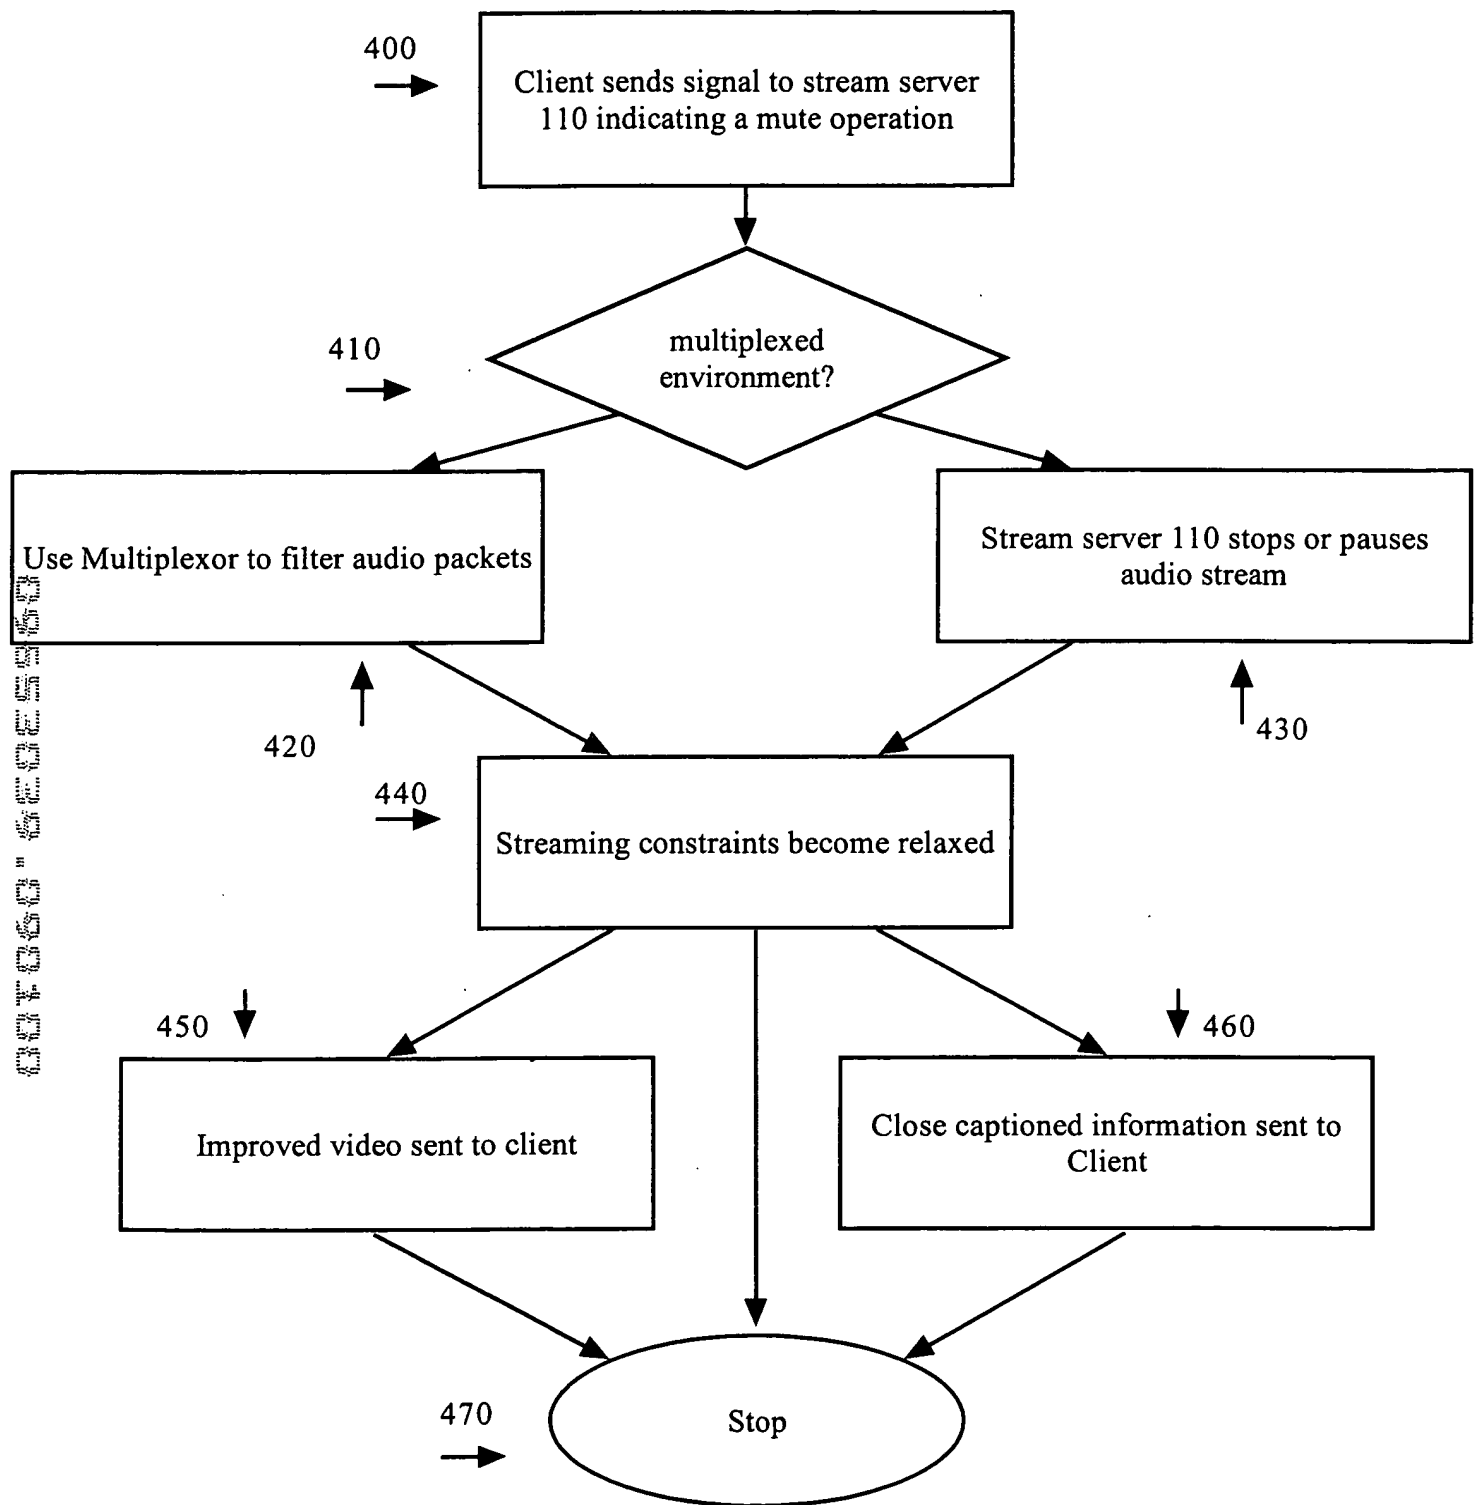 400
Client sends signal to stream server
110 indicating a mute operation
410
multiplexed
environment?
Use Multiplexor to filter audio packets
Stream server 110 stops or pauses
audio stream
420
430
440
Streaming constraints become relaxed
450
460
Improved video sent to client
Close captioned information sent to
Client
470
Stop